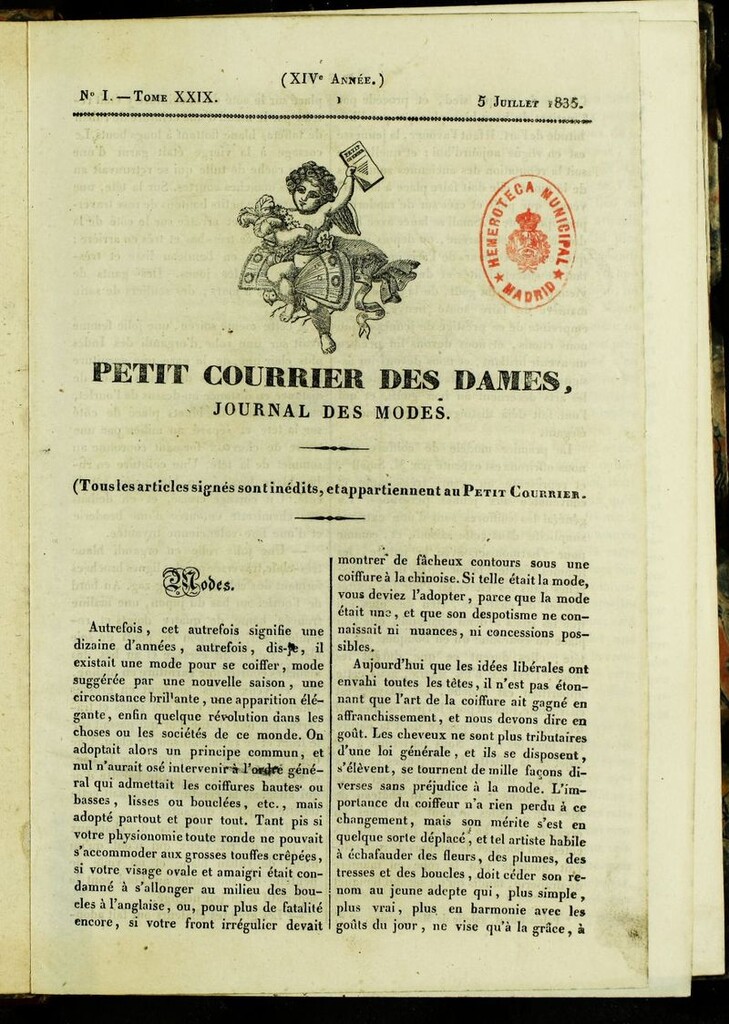 (XIVe Année.)
N° I. — Tome XXIX.
1
5 Juillet 1835.
PETIT COURRIER
HEMEROTECA MUNICIPAL
★ MADRID ★
PETIT COURRIER DES DAMES,
JOURNAL DES MODES.
(Tous les articles signés sont inédits, et appartiennent au Petit Courrier.
Modes.
Autrefois, cet autrefois signifie une
dizaine d'années, autrefois, dis-je, il
existait une mode pour se coiffer, mode
suggérée par une nouvelle saison, une
circonstance brillante, une apparition élé-
gante, enfin quelque révolution dans les
choses ou les sociétés de ce monde. On
adoptait alors un principe commun, et
nul n'aurait osé intervenir à l'ordre géné-
ral qui admettait les coiffures hautes ou
basses, lisses ou bouclées, etc., mais
adopté partout et pour tout. Tant pis si
votre physionomie toute ronde ne pouvait
s'accommoder aux grosses touffes crêpées,
si votre visage ovale et amaigri était con-
damné à s'allonger au milieu des bou-
cles à l'anglaise, ou, pour plus de fatalité
encore, si votre front irrégulier devait
montrer de fâcheux contours sous une
coiffure à la chinoise. Si telle était la mode,
vous deviez l'adopter, parce que la mode
était une, et que son despotisme ne con-
naissait ni nuances, ni concessions pos-
sibles.
Aujourd'hui que les idées libérales ont
envahi toutes les têtes, il n'est pas éton-
nant que l'art de la coiffure ait gagné en
affranchissement, et nous devons dire en
goût. Les cheveux ne sont plus tributaires
d'une loi générale, et ils se disposent,
s'élèvent, se tournent de mille façons di-
verses sans préjudice à la mode. L'im-
portance du coiffeur n'a rien perdu à ce
changement, mais son mérite s'est en
quelque sorte déplacé, et tel artiste habile
à échafauder des fleurs, des plumes, des
tresses et des boucles, doit céder son re-
nom au jeune adepte qui, plus simple,
plus vrai, plus en harmonie avec les
goûts du jour, ne vise qu'à la grâce, à